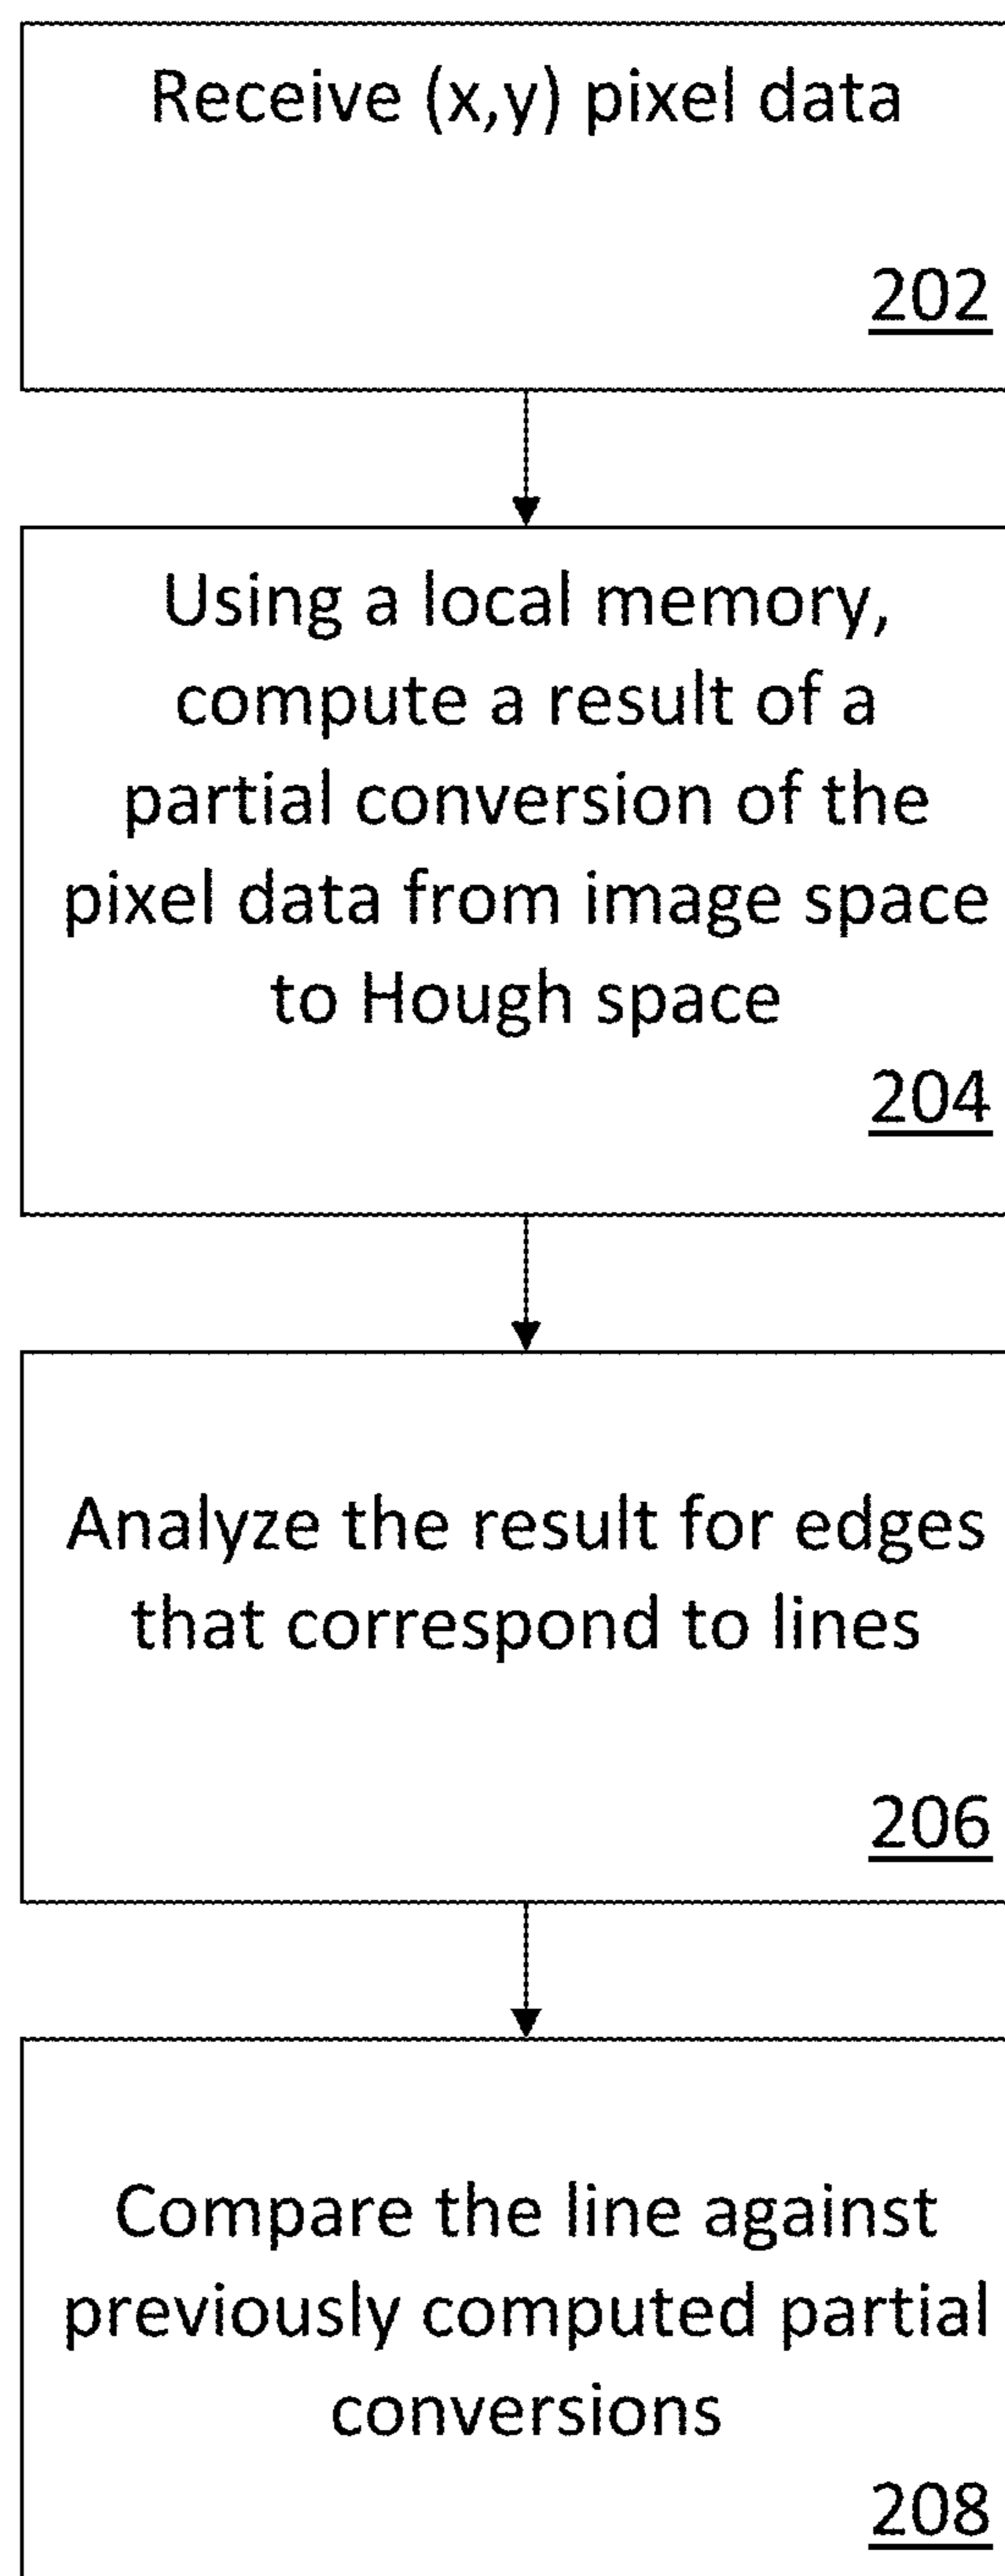 Receive (x,y) pixel data
202
Using a local memory,
compute a result of a
partial conversion of the
pixel data from image space
to Hough space
204
Analyze the result for edges
that correspond to lines
206
Compare the line against
previously computed partial
conversions
208